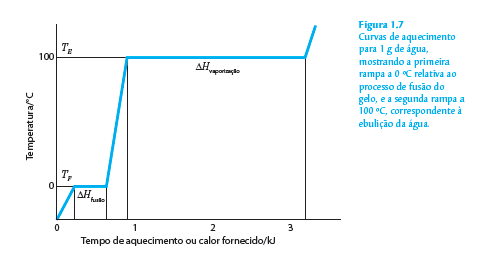 Figura 1.7
Curvas de aquecimento
para 1 g de água,
mostrando a primeira
rampa a 0 ºC relativa ao
processo de fusão do
gelo, e a segunda rampa a
100 ºC, correspondente à
ebulição da água.
Temperatura/°C
T_E
100
ΔH_vaporização
T_F
0
ΔH_fusão
0 1 2 3
Tempo de aquecimento ou calor fornecido/kJ